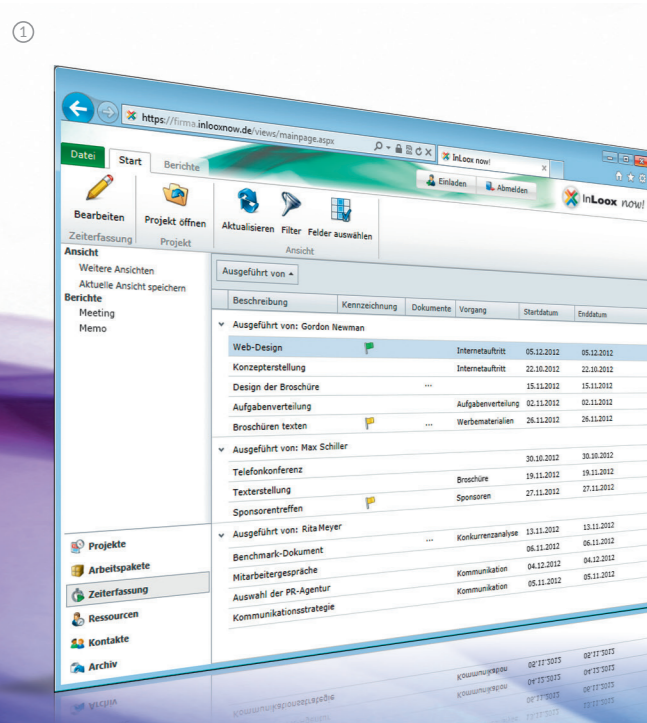 1
https://firma.inlooxnow.de/views/mainpage.aspx
InLoox now!
Datei Start Berichte
Einladen Abmelden
InLoox now!
Bearbeiten Projekt öffnen Aktualisieren Filter Felder auswählen
Zeiterfassung Projekt Ansicht
Ansicht
Weitere Ansichten
Aktuelle Ansicht speichern
Berichte
Meeting
Memo
Projekte
Arbeitspakete
Zeiterfassung
Ressourcen
Kontakte
Archiv
Ausgeführt von
Beschreibung Kennzeichnung Dokumente Vorgang Startdatum Enddatum
Ausgeführt von: Gordon Newman
Web-Design Internetauftritt 05.12.2012 05.12.2012
Konzepterstellung Internetauftritt 22.10.2012 22.10.2012
Design der Broschüre ... 15.11.2012 15.11.2012
Aufgabenverteilung Aufgabenverteilung 02.11.2012 02.11.2012
Broschüren texten ... Werbematerialien 26.11.2012 26.11.2012
Ausgeführt von: Max Schiller
Telefonkonferenz 30.10.2012 30.10.2012
Texterstellung Broschüre 19.11.2012 19.11.2012
Sponsorentreffen Sponsoren 27.11.2012 27.11.2012
Ausgeführt von: Rita Meyer
Benchmark-Dokument ... Konkurrenzanalyse 13.11.2012 13.11.2012
Mitarbeitergespräche 06.11.2012 06.11.2012
Auswahl der PR-Agentur Kommunikation 04.12.2012 04.12.2012
Kommunikationsstrategie Kommunikation 05.11.2012 05.11.2012